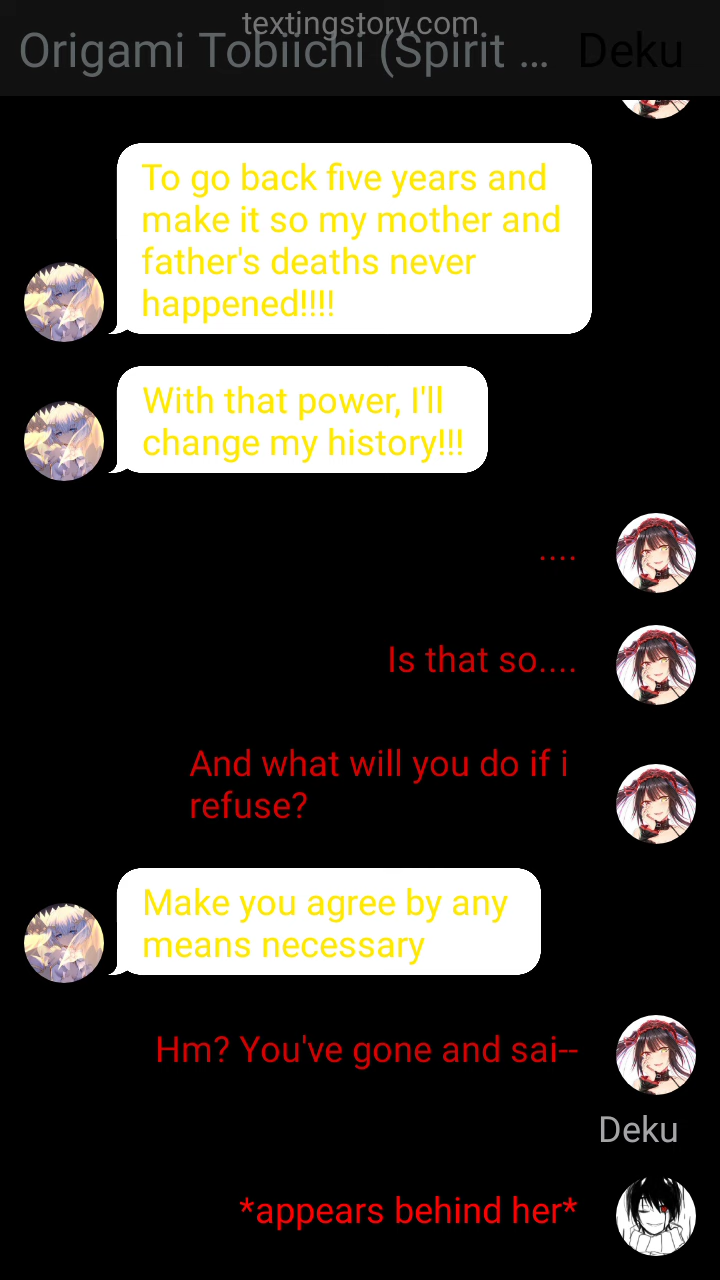 textingstory.com
Origami Tobiichi (Spirit ... Deku
To go back five years and
make it so my mother and
father's deaths never
happened!!!!
With that power, I'll
change my history!!!
....
Is that so....
And what will you do if i
refuse?
Make you agree by any
means necessary
Hm? You've gone and sai--
Deku
*appears behind her*